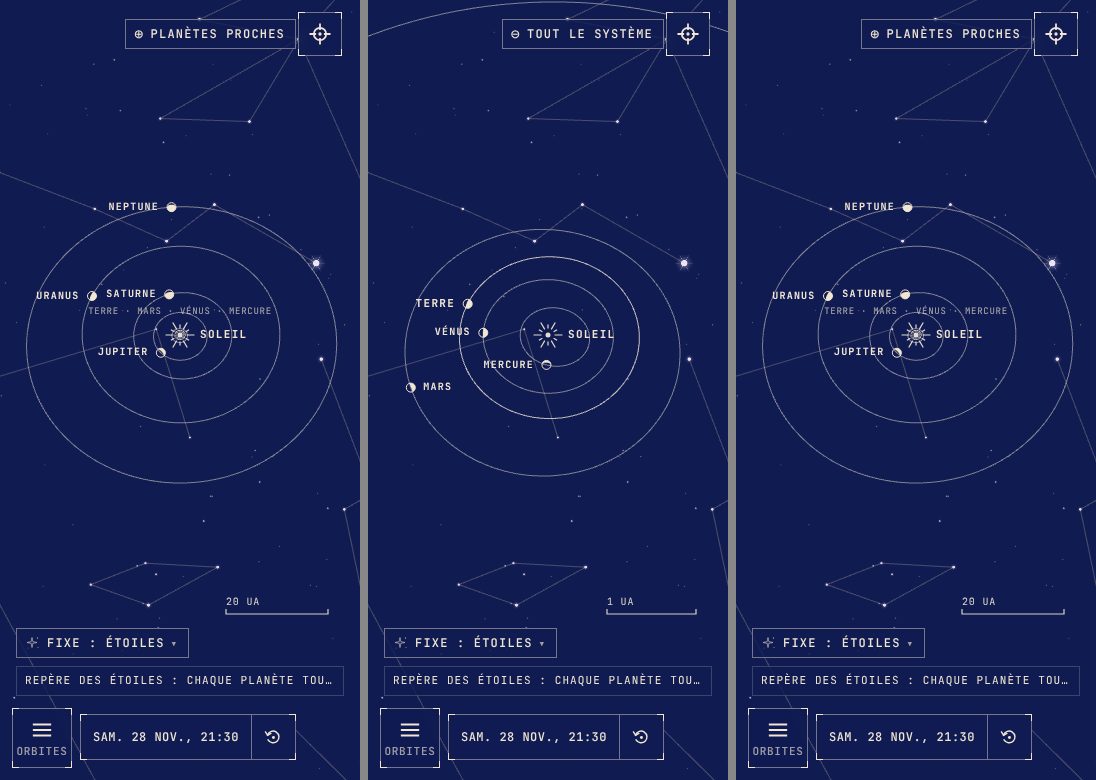 ⊕ PLANÈTES PROCHES
NEPTUNE
URANUS
SATURNE
TERRE · MARS · VÉNUS · MERCURE
SOLEIL
JUPITER
20 UA
FIXE : ÉTOILES ▾
REPÈRE DES ÉTOILES : CHAQUE PLANÈTE TOU…
ORBITES
SAM. 28 NOV., 21:30
⊖ TOUT LE SYSTÈME
TERRE
VÉNUS
SOLEIL
MERCURE
MARS
1 UA
FIXE : ÉTOILES ▾
REPÈRE DES ÉTOILES : CHAQUE PLANÈTE TOU…
ORBITES
SAM. 28 NOV., 21:30
⊕ PLANÈTES PROCHES
NEPTUNE
URANUS
SATURNE
TERRE · MARS · VÉNUS · MERCURE
SOLEIL
JUPITER
20 UA
FIXE : ÉTOILES ▾
REPÈRE DES ÉTOILES : CHAQUE PLANÈTE TOU…
ORBITES
SAM. 28 NOV., 21:30